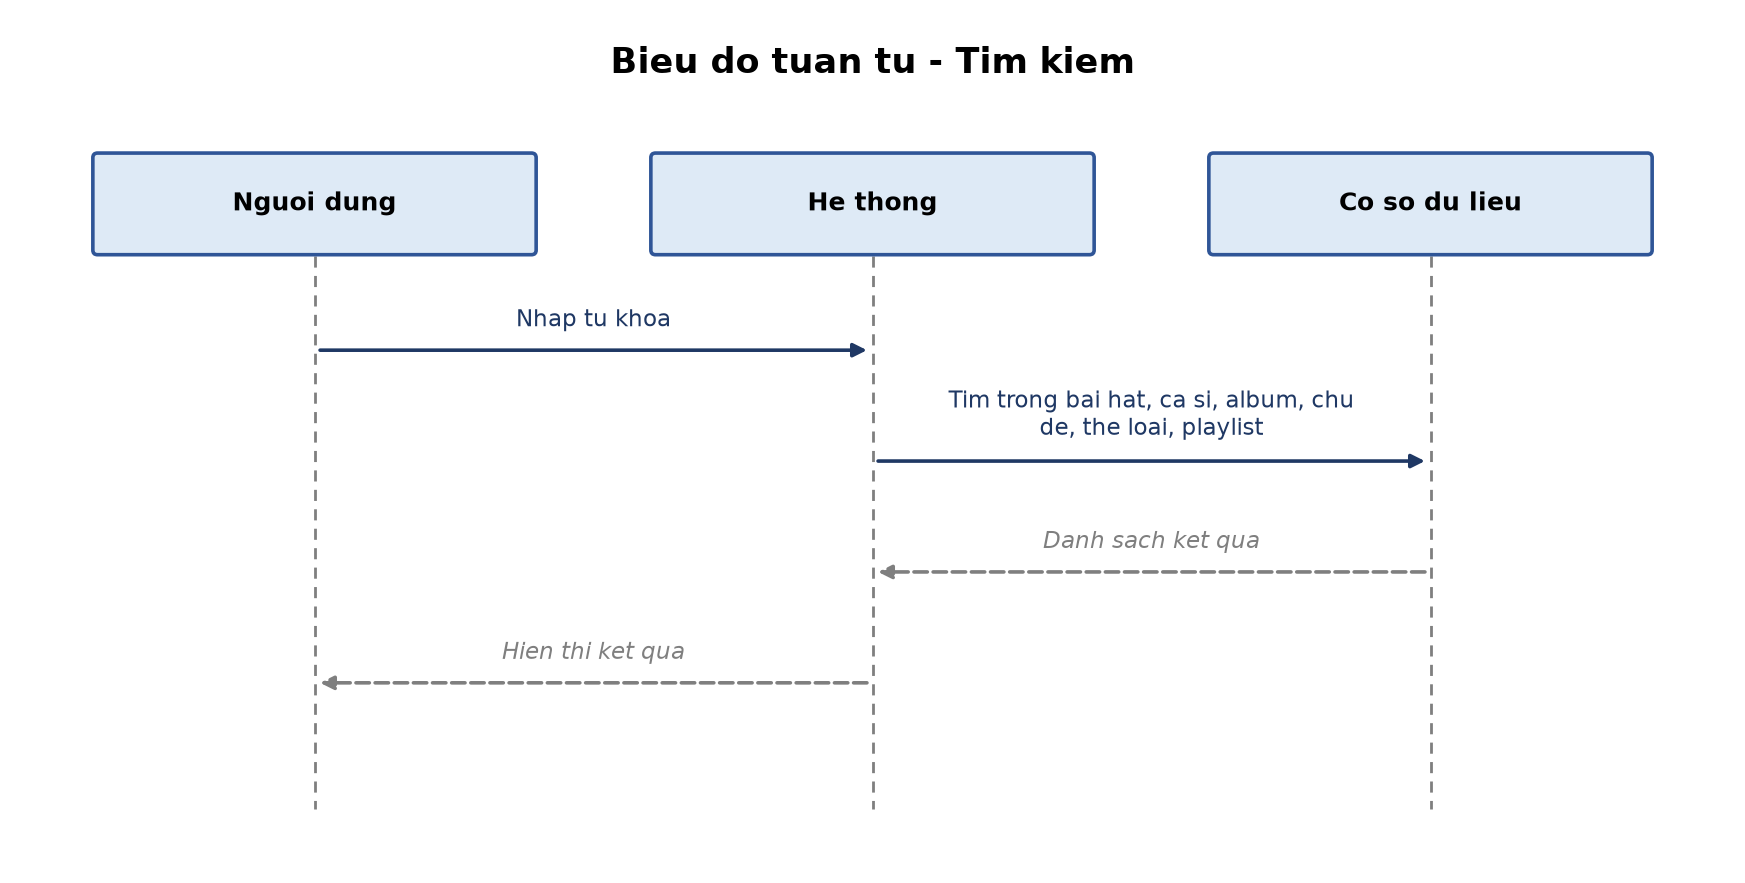 Bieu do tuan tu - Tim kiem
Nguoi dung
He thong
Co so du lieu
Nhap tu khoa
Tim trong bai hat, ca si, album, chu
de, the loai, playlist
Danh sach ket qua
Hien thi ket qua